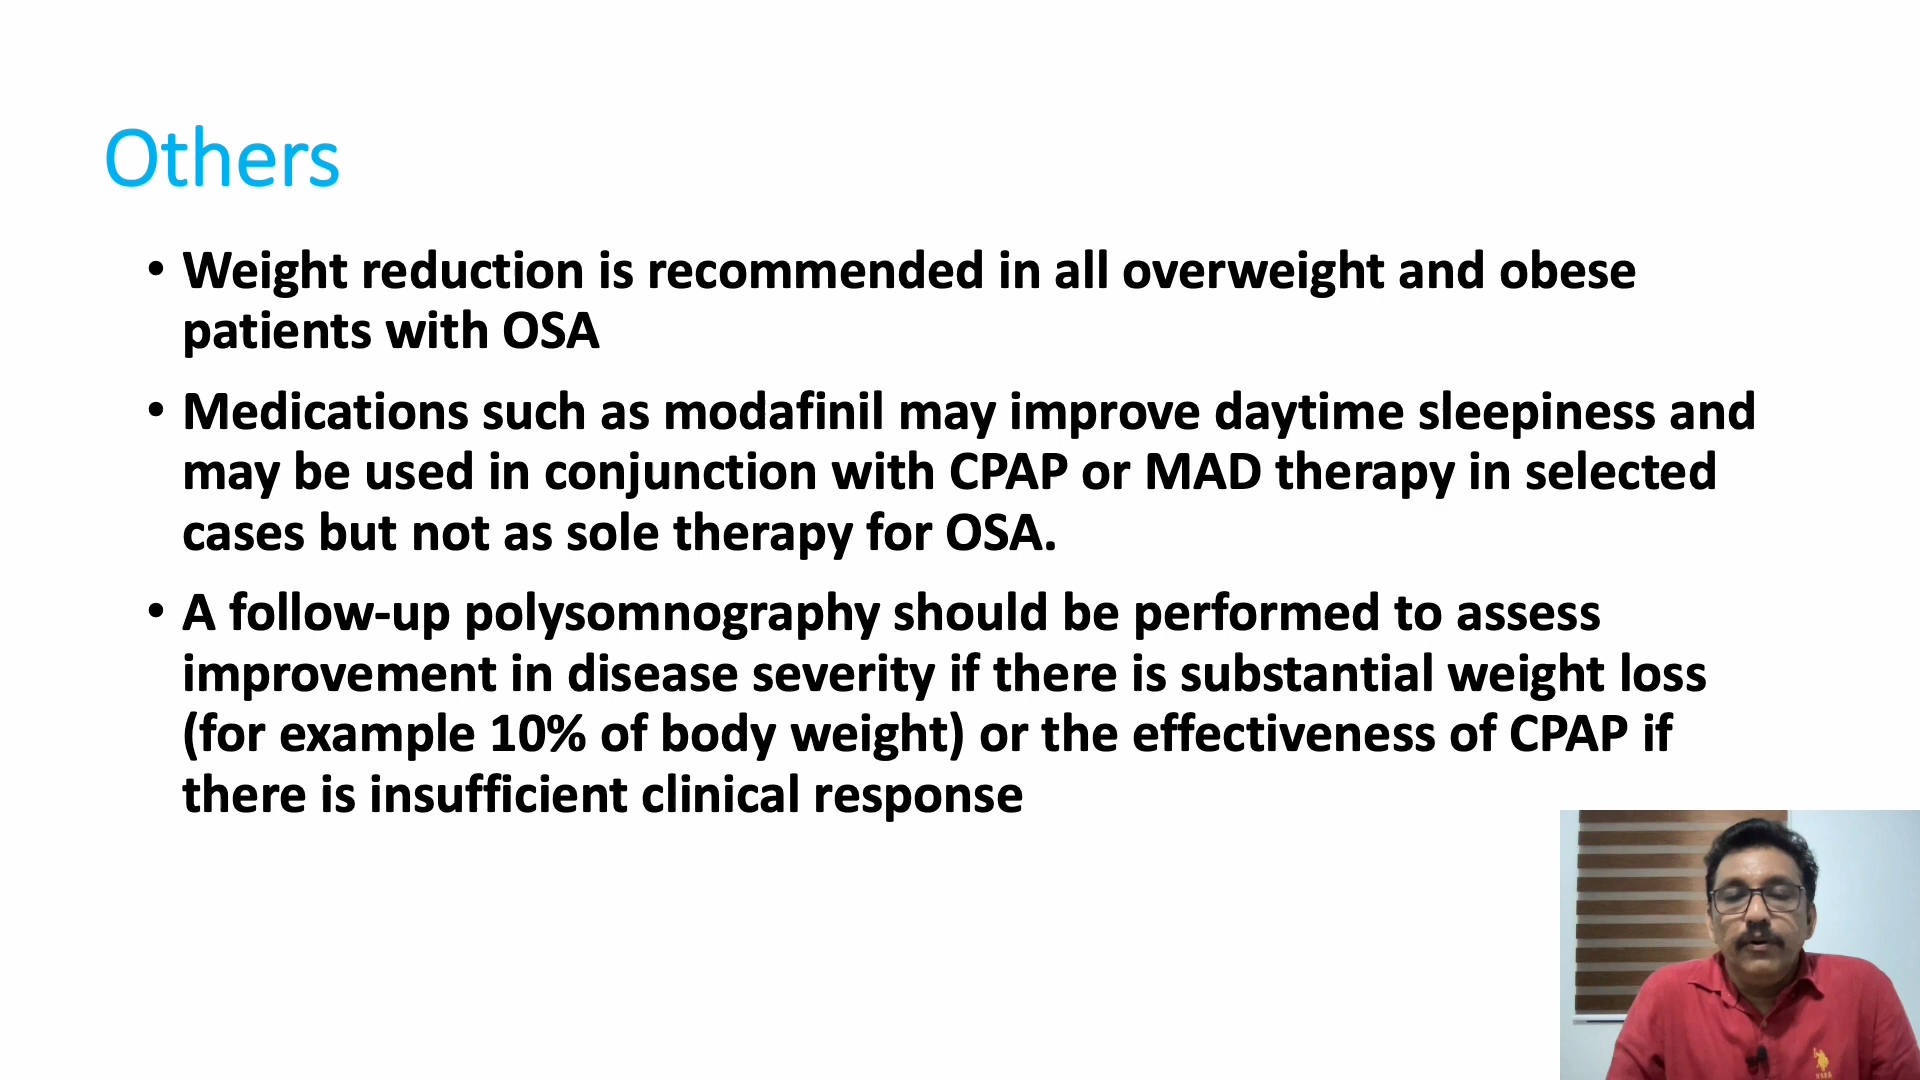 Others
• Weight reduction is recommended in all overweight and obese
patients with OSA
• Medications such as modafinil may improve daytime sleepiness and
may be used in conjunction with CPAP or MAD therapy in selected
cases but not as sole therapy for OSA.
• A follow-up polysomnography should be performed to assess
improvement in disease severity if there is substantial weight loss
(for example 10% of body weight) or the effectiveness of CPAP if
there is insufficient clinical response